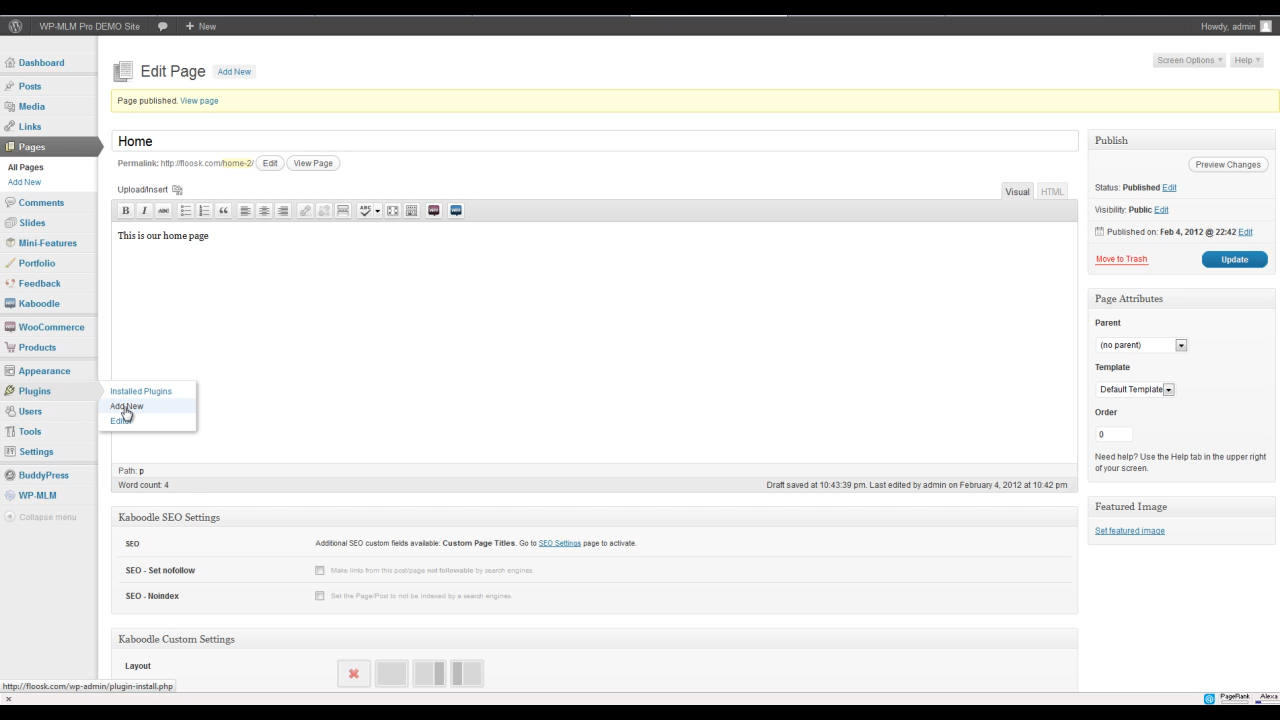 WP-MLM Pro DEMO Site + New Howdy, admin
Dashboard
Posts
Media
Links
Pages
All Pages
Add New
Comments
Slides
Mini-Features
Portfolio
Feedback
Kaboodle
WooCommerce
Products
Appearance
Plugins
Users
Tools
Settings
BuddyPress
WP-MLM
Collapse menu
Installed Plugins
Add New
Editor
Screen Options Help
Edit Page Add New
Page published. View page
Home
Permalink: http://floosk.com/home-2/ Edit View Page
Upload/Insert Visual HTML
B I ABC ABC
This is our home page
Path: p
Word count: 4 Draft saved at 10:43:39 pm. Last edited by admin on February 4, 2012 at 10:42 pm
Kaboodle SEO Settings
SEO Additional SEO custom fields available: Custom Page Titles. Go to SEO Settings page to activate.
SEO - Set nofollow Make links from this post/page not followable by search engines.
SEO - Noindex Set the Page/Post to not be indexed by a search engines.
Kaboodle Custom Settings
Layout
Publish
Preview Changes
Status: Published Edit
Visibility: Public Edit
Published on: Feb 4, 2012 @ 22:42 Edit
Move to Trash Update
Page Attributes
Parent
(no parent)
Template
Default Template
Order
0
Need help? Use the Help tab in the upper right
of your screen.
Featured Image
Set featured image
http://floosk.com/wp-admin/plugin-install.php
PageRank Alexa